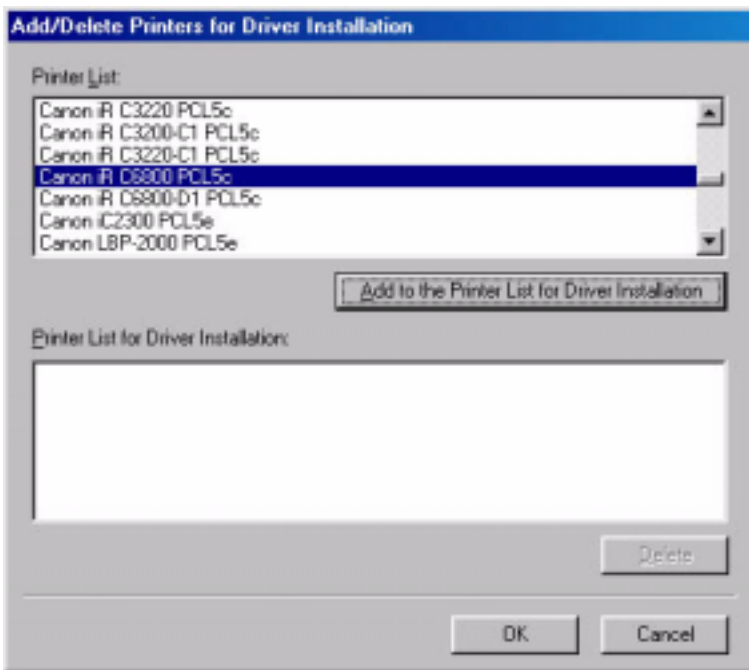 Add/Delete Printers for Driver Installation
Printer List:
Canon iR C3220 PCL5c
Canon iR C3200-C1 PCL5c
Canon iR C3220-C1 PCL5c
Canon iR C6800 PCL5c
Canon iR C6800-D1 PCL5c
Canon iC2300 PCL5e
Canon LBP-2000 PCL5e
Add to the Printer List for Driver Installation
Printer List for Driver Installation:
Delete
OK Cancel